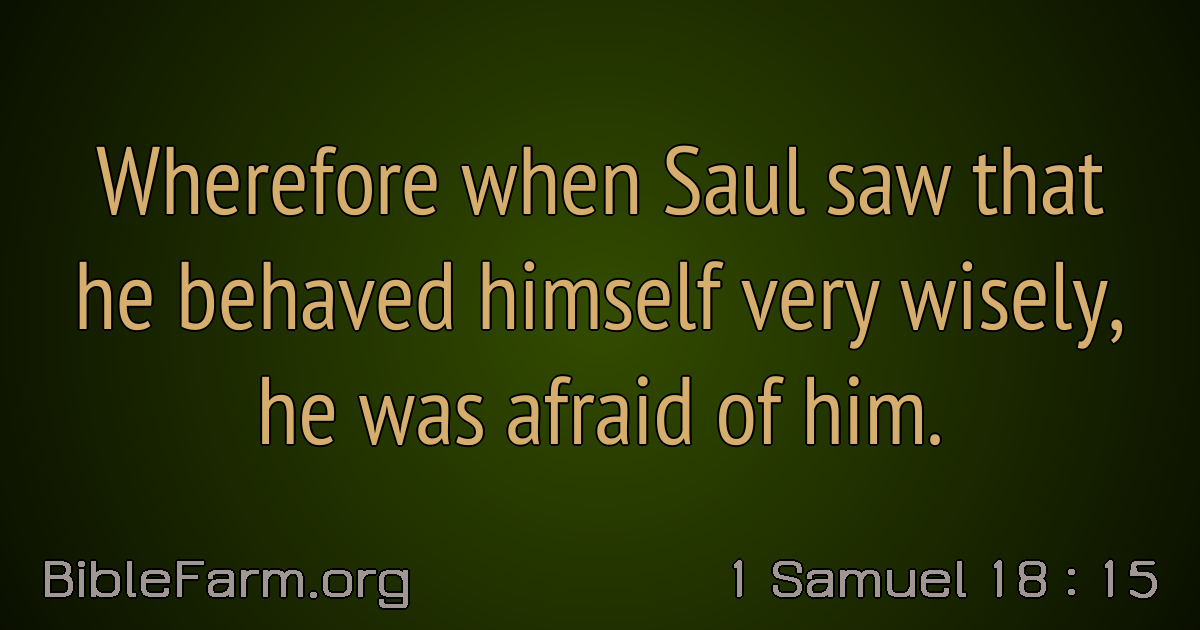 Wherefore when Saul saw that
he behaved himself very wisely,
he was afraid of him.
BibleFarm.org
1 Samuel 18 : 15